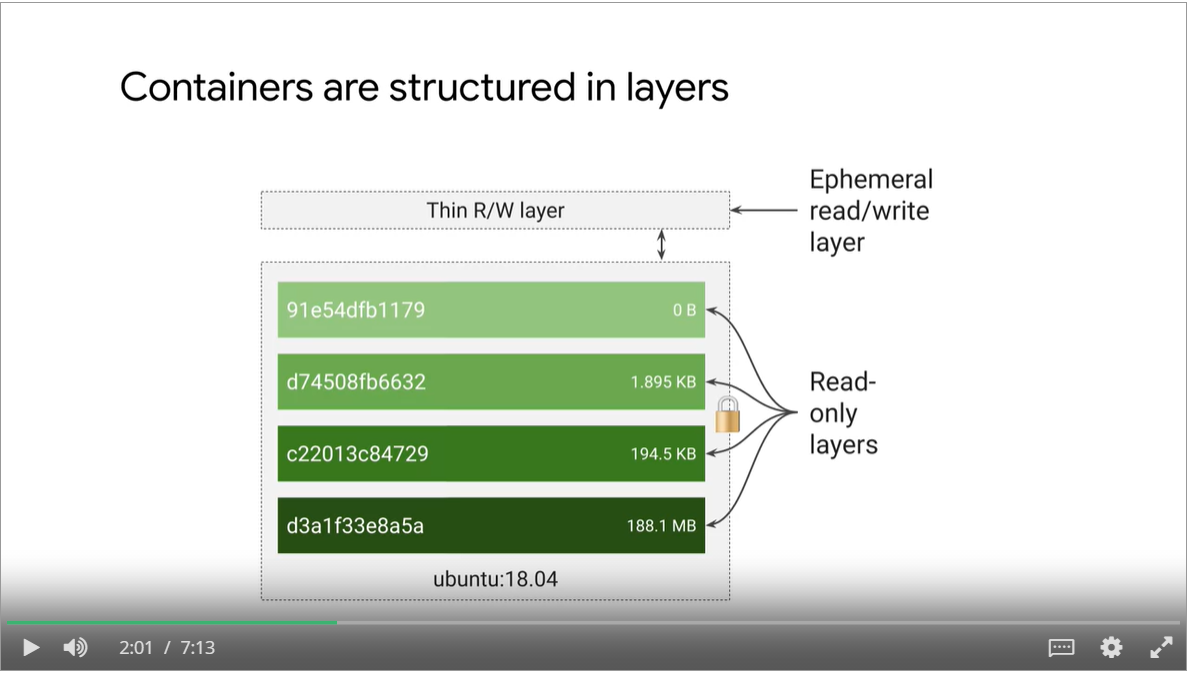 Containers are structured in layers
Thin R/W layer
Ephemeral
read/write
layer
91e54dfb1179 0 B
d74508fb6632 1.895 KB
c22013c84729 194.5 KB
d3a1f33e8a5a 188.1 MB
ubuntu:18.04
Read-
only
layers
2:01 / 7:13